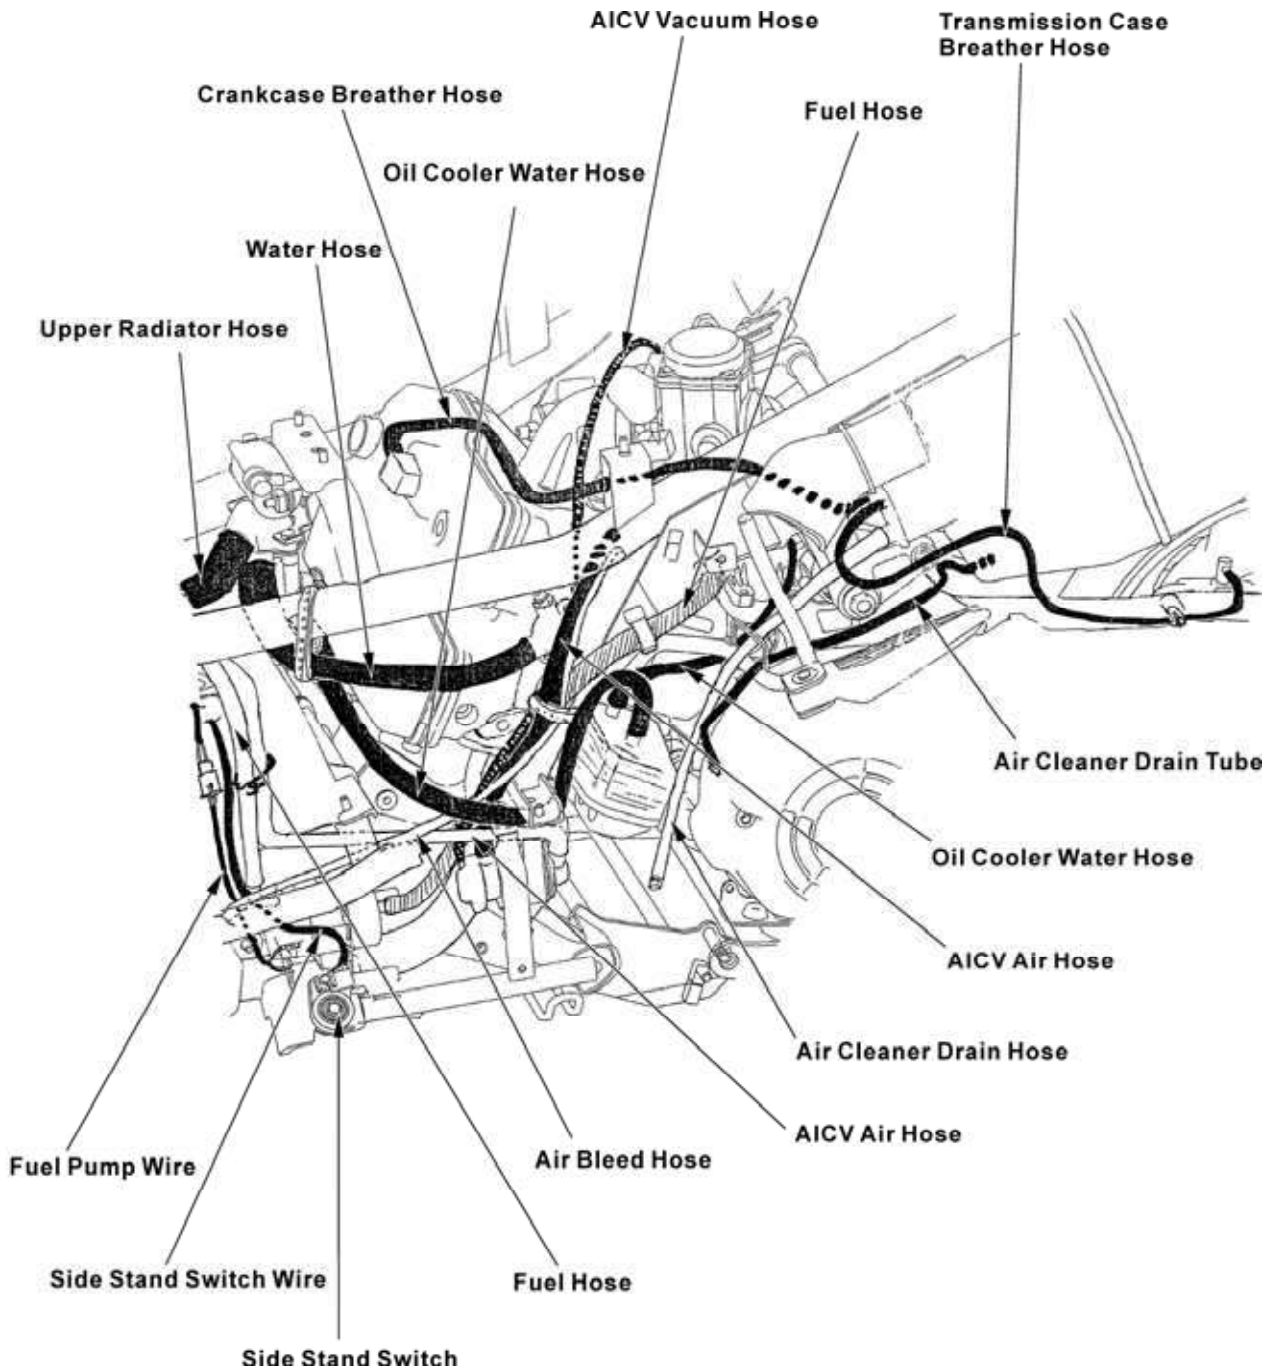 AICV Vacuum Hose
Transmission Case
Breather Hose
Crankcase Breather Hose
Fuel Hose
Oil Cooler Water Hose
Water Hose
Upper Radiator Hose
Air Cleaner Drain Tube
Oil Cooler Water Hose
AICV Air Hose
Air Cleaner Drain Hose
AICV Air Hose
Fuel Pump Wire
Air Bleed Hose
Side Stand Switch Wire
Fuel Hose
Side Stand Switch